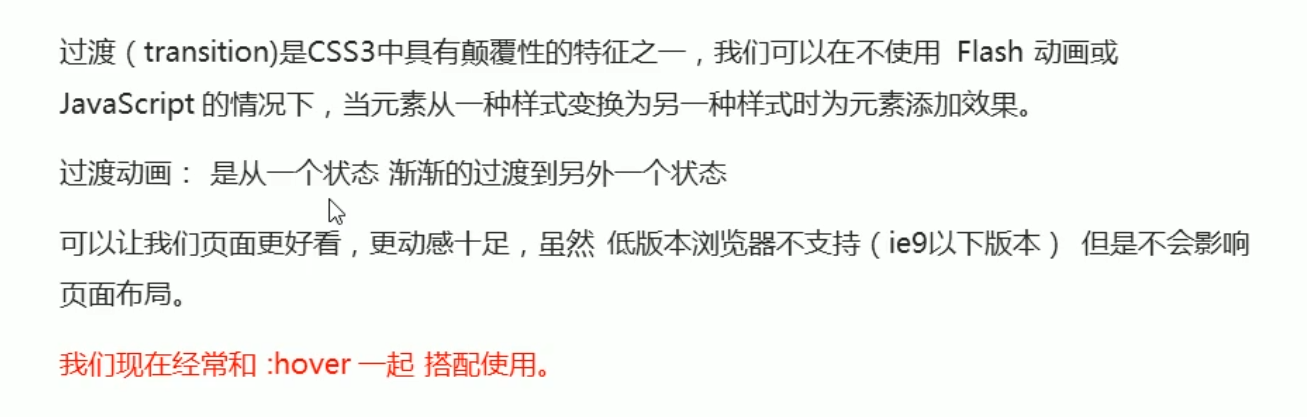 过渡（transition)是CSS3中具有颠覆性的特征之一，我们可以在不使用 Flash 动画或
JavaScript 的情况下，当元素从一种样式变换为另一种样式时为元素添加效果。
过渡动画： 是从一个状态 渐渐的过渡到另外一个状态
可以让我们页面更好看，更动感十足，虽然 低版本浏览器不支持（ie9以下版本） 但是不会影响
页面布局。
我们现在经常和 :hover 一起 搭配使用。